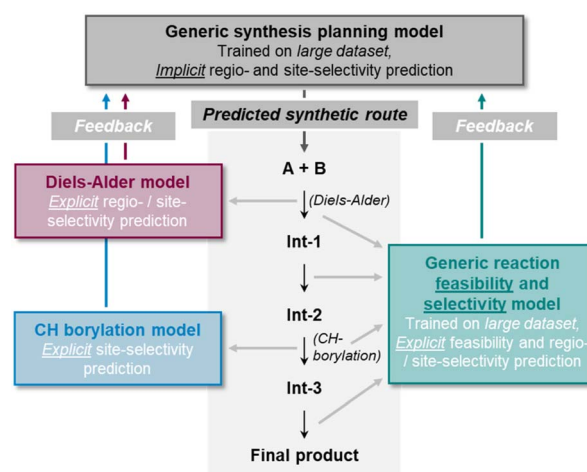 Generic synthesis planning model
Trained on large dataset,
Implicit regio- and site-selectivity prediction
Feedback
Predicted synthetic route
Feedback
A + B
Diels-Alder model
Explicit regio- / site-
selectivity prediction
(Diels-Alder)
Int-1
Generic reaction
feasibility and
selectivity model
Trained on large dataset,
Explicit feasibility and regio-
/ site-selectivity prediction
Int-2
CH borylation model
Explicit site-selectivity
prediction
(CH-
borylation)
Int-3
Final product